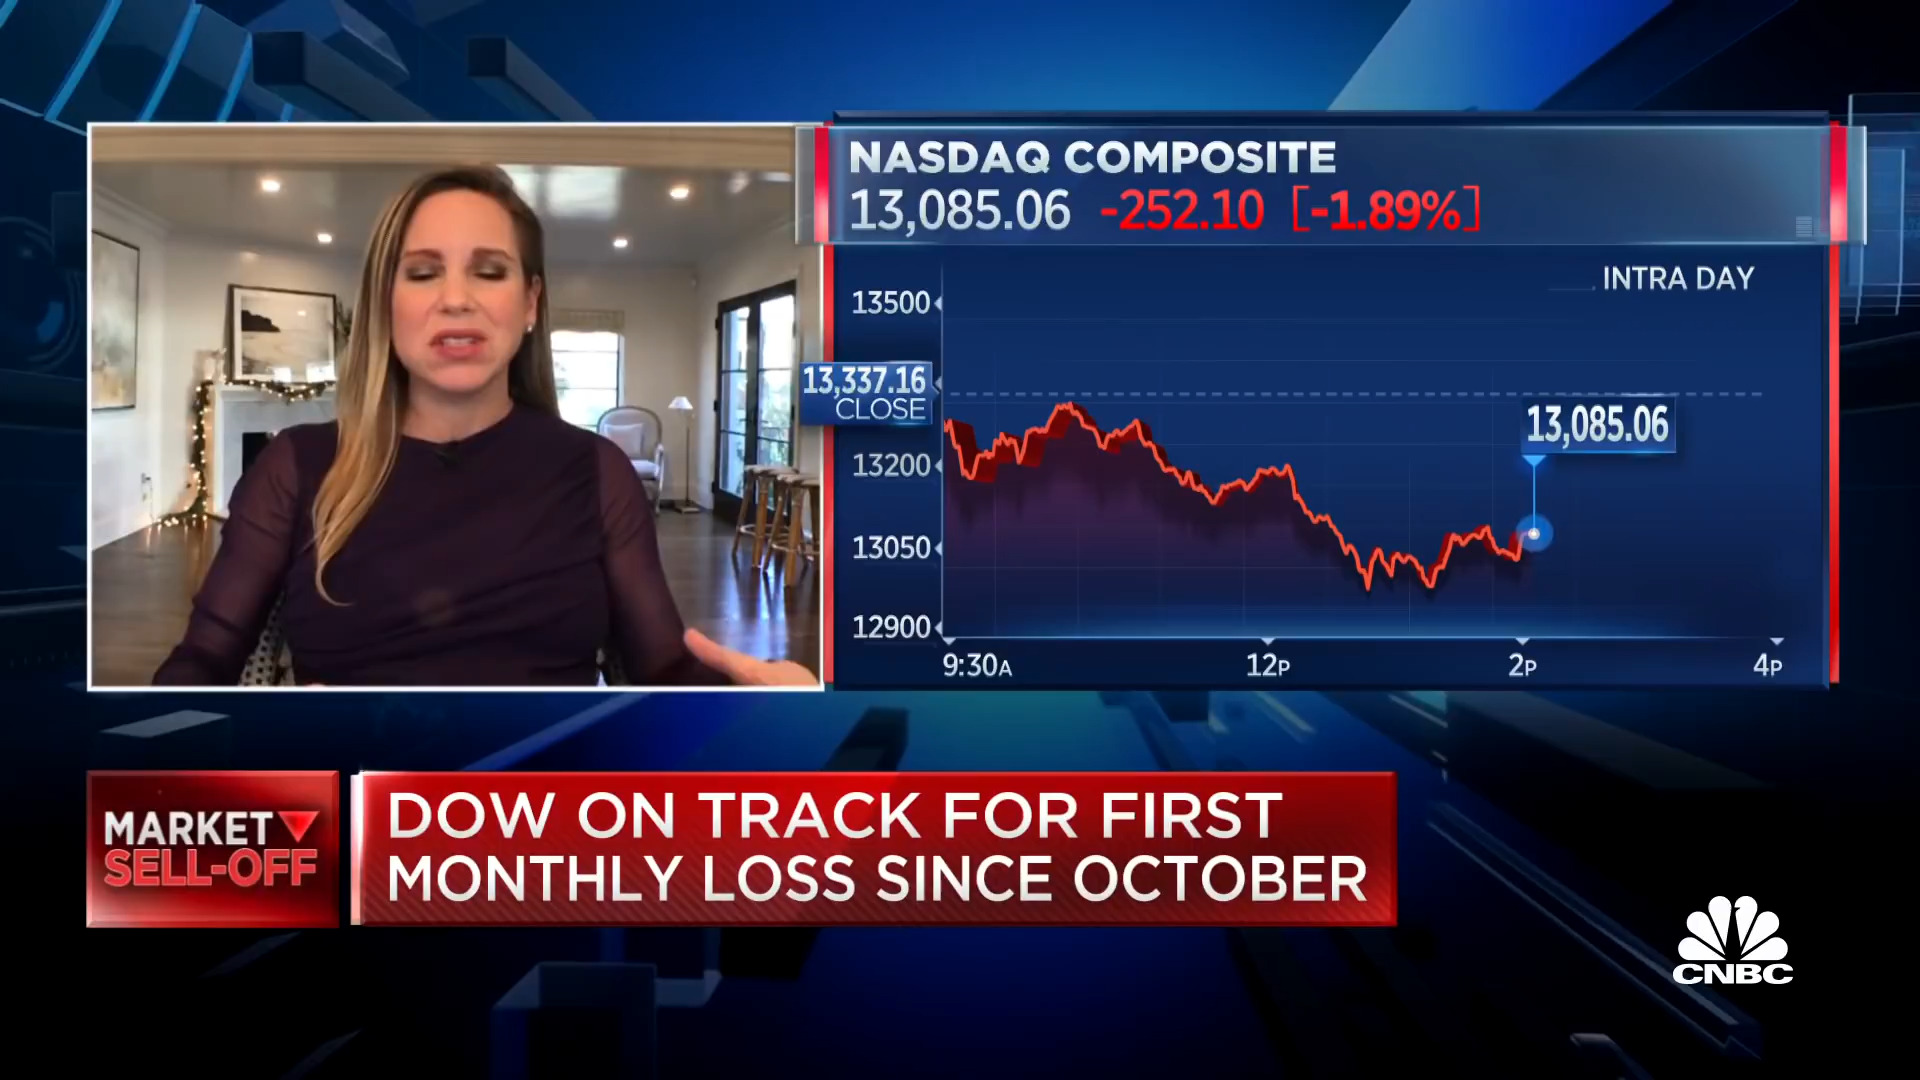 NASDAQ COMPOSITE
13,085.06 -252.10 [-1.89%]
INTRA DAY
13500
13,337.16
CLOSE
13,085.06
13200
13050
12900
9:30A 12P 2P 4P
MARKET
SELL-OFF
DOW ON TRACK FOR FIRST
MONTHLY LOSS SINCE OCTOBER
CNBC